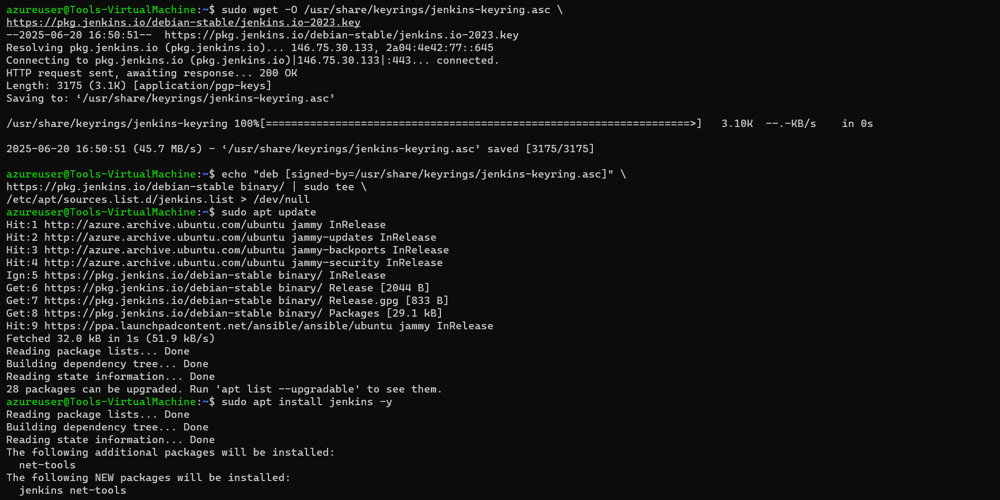 azureuser@Tools-VirtualMachine:~$ sudo wget -O /usr/share/keyrings/jenkins-keyring.asc \
https://pkg.jenkins.io/debian-stable/jenkins.io-2023.key
--2025-06-20 16:50:51--  https://pkg.jenkins.io/debian-stable/jenkins.io-2023.key
Resolving pkg.jenkins.io (pkg.jenkins.io)... 146.75.30.133, 2a04:4e42:77::645
Connecting to pkg.jenkins.io (pkg.jenkins.io)|146.75.30.133|:443... connected.
HTTP request sent, awaiting response... 200 OK
Length: 3175 (3.1K) [application/pgp-keys]
Saving to: ‘/usr/share/keyrings/jenkins-keyring.asc’
/usr/share/keyrings/jenkins-keyring 100%[===================================================================>]   3.10K  --.-KB/s    in 0s
2025-06-20 16:50:51 (45.7 MB/s) - ‘/usr/share/keyrings/jenkins-keyring.asc’ saved [3175/3175]
azureuser@Tools-VirtualMachine:~$ echo "deb [signed-by=/usr/share/keyrings/jenkins-keyring.asc]" \
https://pkg.jenkins.io/debian-stable binary/ | sudo tee \
/etc/apt/sources.list.d/jenkins.list > /dev/null
azureuser@Tools-VirtualMachine:~$ sudo apt update
Hit:1 http://azure.archive.ubuntu.com/ubuntu jammy InRelease
Hit:2 http://azure.archive.ubuntu.com/ubuntu jammy-updates InRelease
Hit:3 http://azure.archive.ubuntu.com/ubuntu jammy-backports InRelease
Hit:4 http://azure.archive.ubuntu.com/ubuntu jammy-security InRelease
Ign:5 https://pkg.jenkins.io/debian-stable binary/ InRelease
Get:6 https://pkg.jenkins.io/debian-stable binary/ Release [2044 B]
Get:7 https://pkg.jenkins.io/debian-stable binary/ Release.gpg [833 B]
Get:8 https://pkg.jenkins.io/debian-stable binary/ Packages [29.1 kB]
Hit:9 https://ppa.launchpadcontent.net/ansible/ansible/ubuntu jammy InRelease
Fetched 32.0 kB in 1s (51.9 kB/s)
Reading package lists... Done
Building dependency tree... Done
Reading state information... Done
28 packages can be upgraded. Run 'apt list --upgradable' to see them.
azureuser@Tools-VirtualMachine:~$ sudo apt install jenkins -y
Reading package lists... Done
Building dependency tree... Done
Reading state information... Done
The following additional packages will be installed:
  net-tools
The following NEW packages will be installed:
  jenkins net-tools